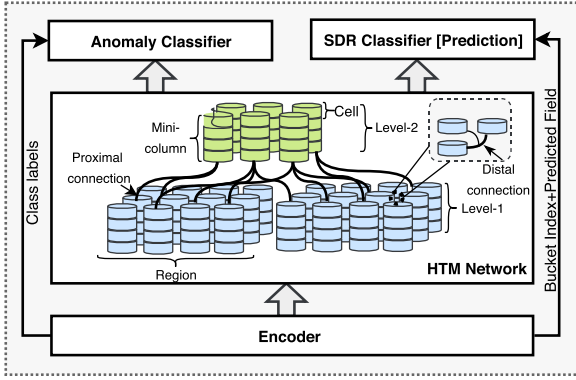 Anomaly Classifier
SDR Classifier [Prediction]
Cell
Mini-
column
Level-2
Proximal
connection
Distal
connection
Level-1
Region
HTM Network
Class labels
Bucket Index+Predicted Field
Encoder